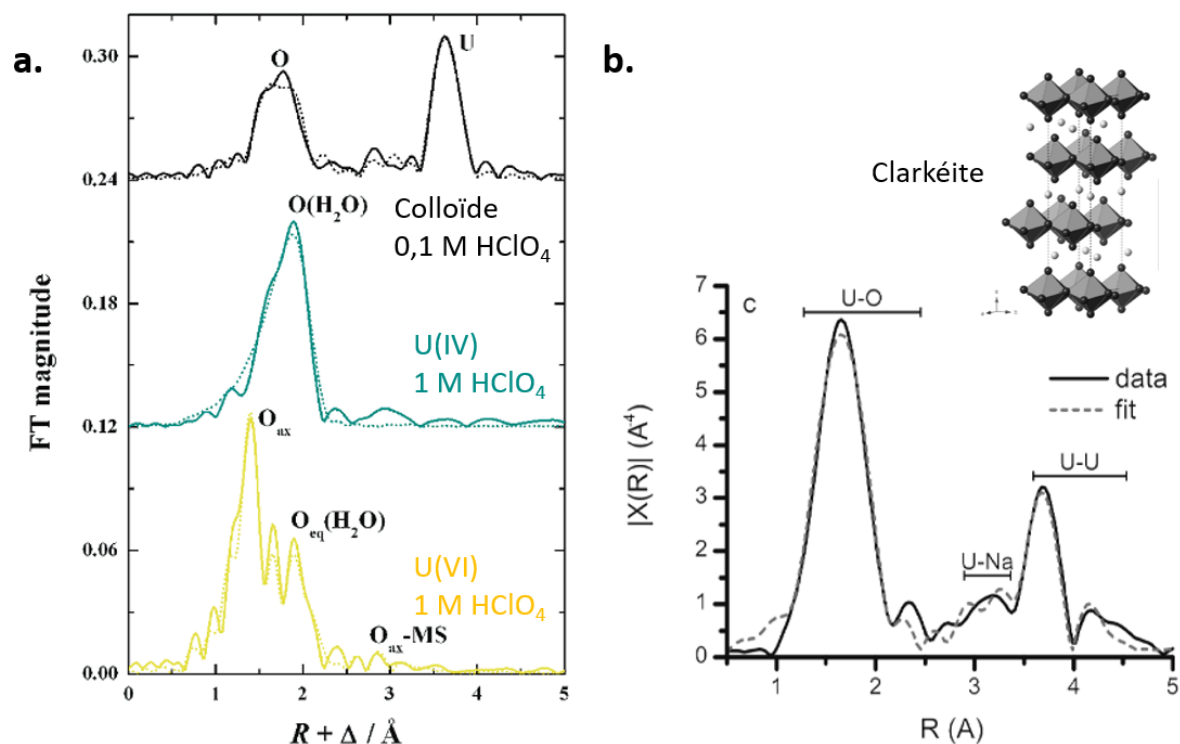 a.
0.30
0.24
0.18
0.12
0.06
0.00
FT magnitude
O
U
Colloïde
0,1 M HClO₄
O(H₂O)
U(IV)
1 M HClO₄
Oax
Oeq(H₂O)
U(VI)
1 M HClO₄
Oax-MS
0 1 2 3 4 5
R + Δ / Å
b.
Clarkéite
c
U-O
data
fit
U-U
U-Na
7
6
5
4
3
2
1
0
|X(R)| (A⁻⁴)
1 2 3 4 5
R (A)